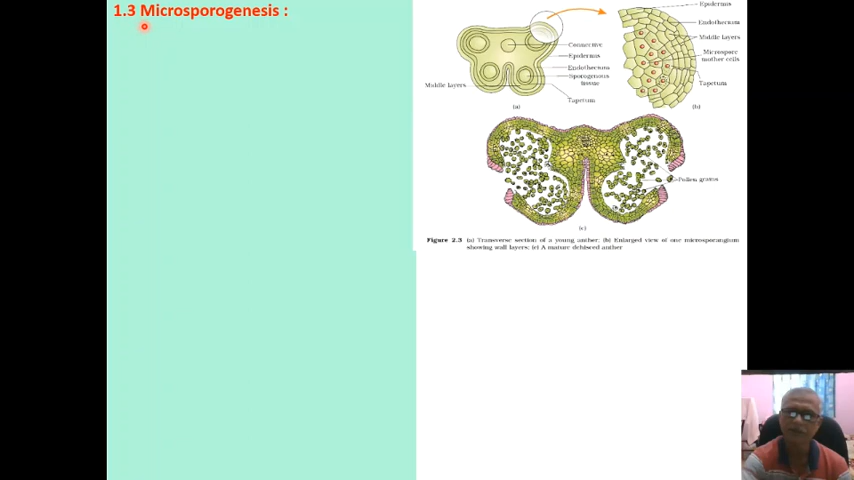 1.3 Microsporogenesis :
Epidermis
Endothecium
Middle layers
Microspore
mother cells
Tapetum
(b)
Connective
Epidermis
Endothecium
Sporogenous
tissue
Tapetum
Middle layers
(a)
Pollen grains
(c)
Figure 2.3 (a) Transverse section of a young anther; (b) Enlarged view of one microsporangium
showing wall layers; (c) A mature dehisced anther